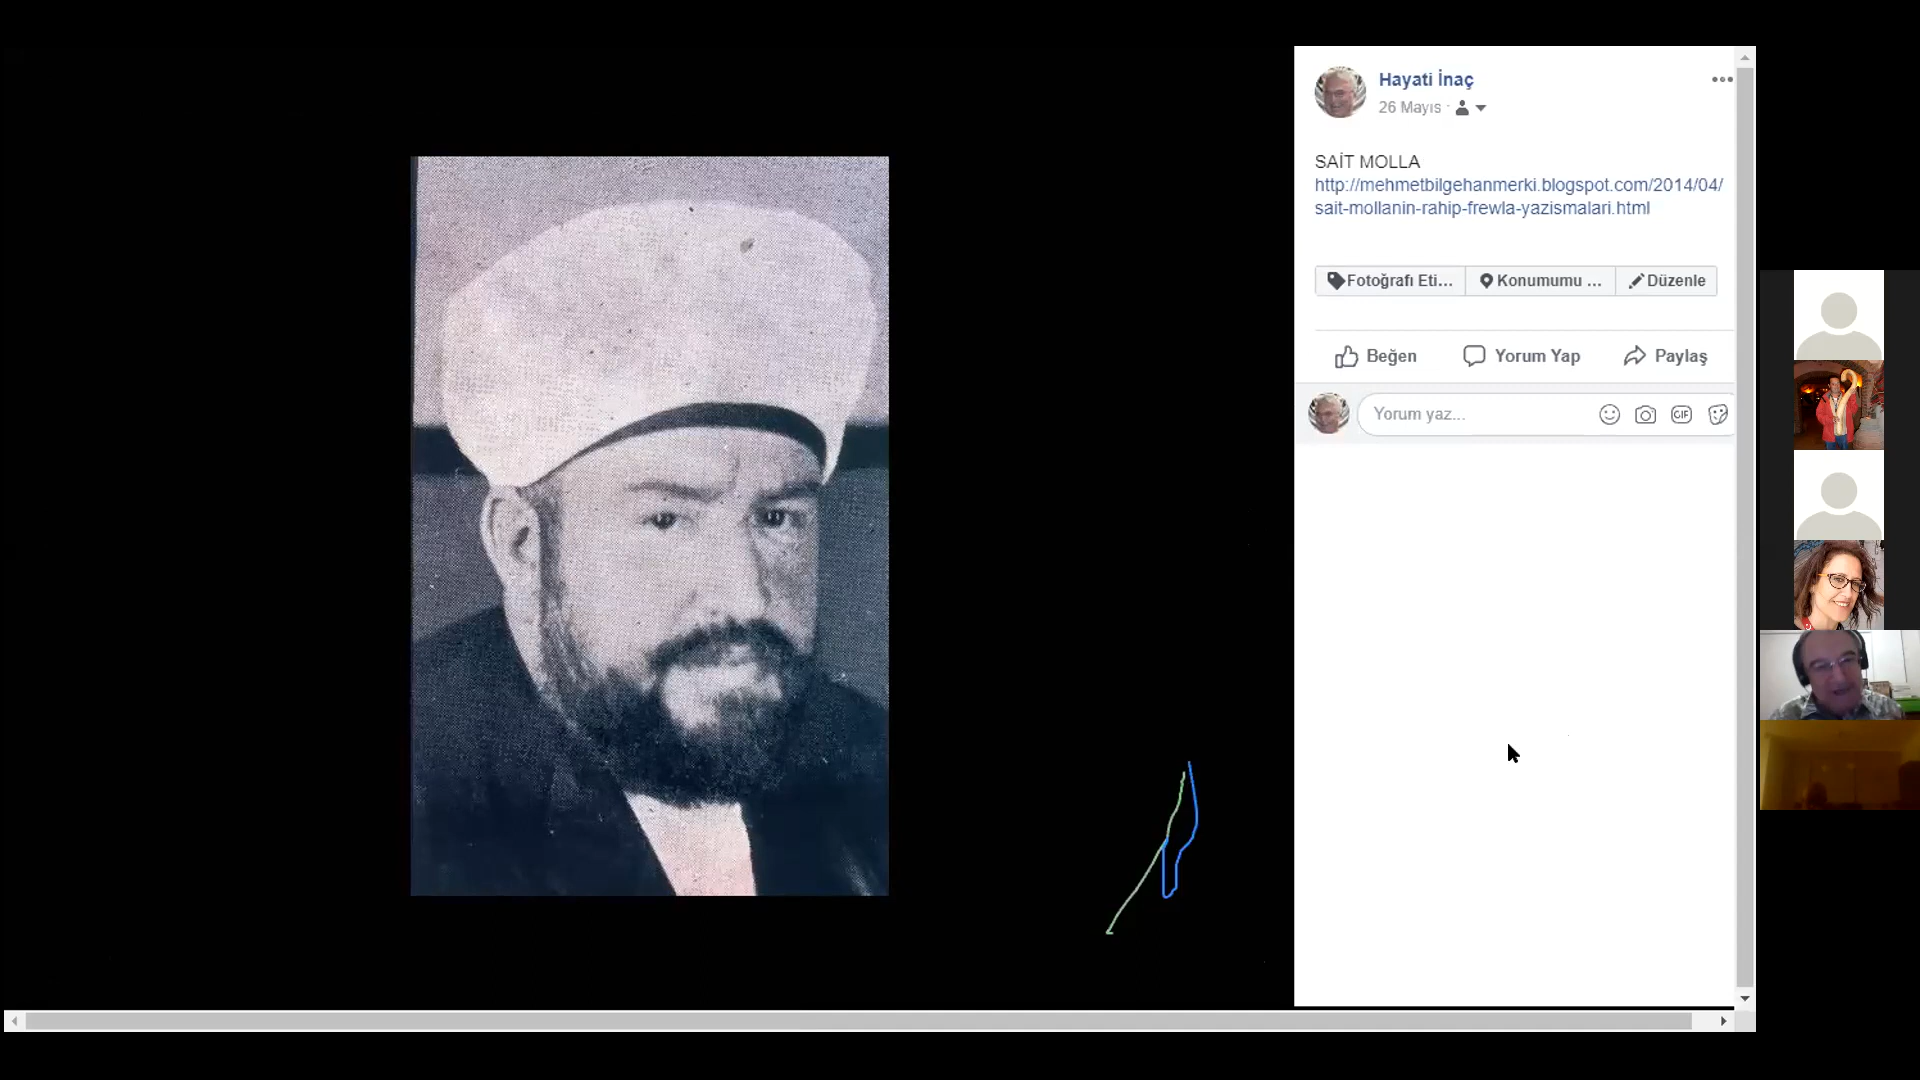 Hayati İnaç
26 Mayıs ·
SAİT MOLLA
http://mehmetbilgehanmerki.blogspot.com/2014/04/
sait-mollanin-rahip-frewla-yazismalari.html
Fotoğrafı Eti... Konumumu ... Düzenle
Beğen Yorum Yap Paylaş
Yorum yaz... GIF